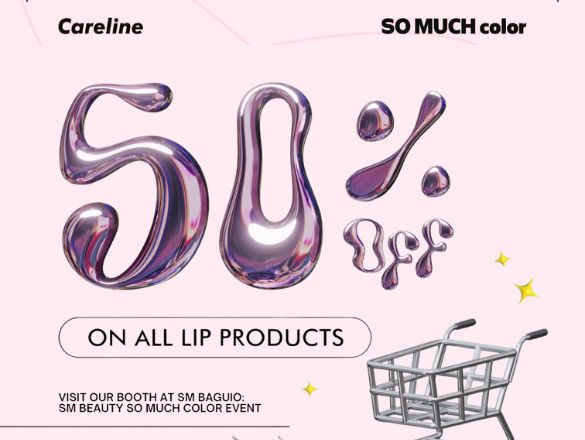 Careline
SO MUCH color
50%
OFF
ON ALL LIP PRODUCTS
VISIT OUR BOOTH AT SM BAGUIO:
SM BEAUTY SO MUCH COLOR EVENT